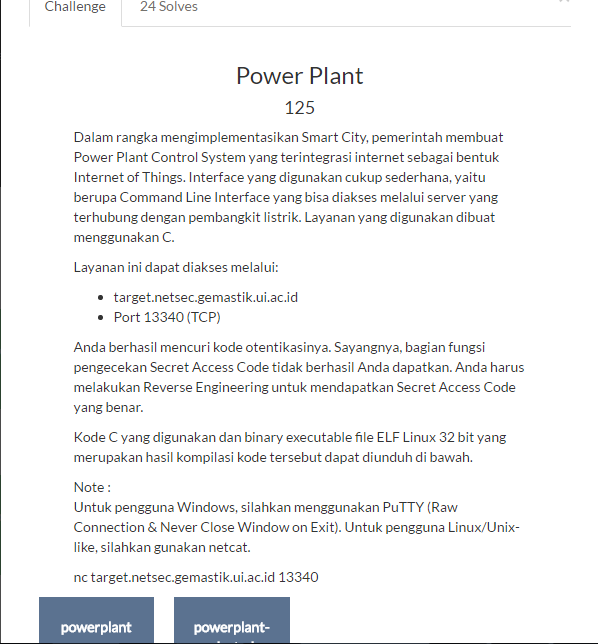 Challenge
24 Solves
Power Plant
125
Dalam rangka mengimplementasikan Smart City, pemerintah membuat
Power Plant Control System yang terintegrasi internet sebagai bentuk
Internet of Things. Interface yang digunakan cukup sederhana, yaitu
berupa Command Line Interface yang bisa diakses melalui server yang
terhubung dengan pembangkit listrik. Layanan yang digunakan dibuat
menggunakan C.
Layanan ini dapat diakses melalui:
• target.netsec.gemastik.ui.ac.id
• Port 13340 (TCP)
Anda berhasil mencuri kode otentikasinya. Sayangnya, bagian fungsi
pengecekan Secret Access Code tidak berhasil Anda dapatkan. Anda harus
melakukan Reverse Engineering untuk mendapatkan Secret Access Code
yang benar.
Kode C yang digunakan dan binary executable file ELF Linux 32 bit yang
merupakan hasil kompilasi kode tersebut dapat diunduh di bawah.
Note :
Untuk pengguna Windows, silahkan menggunakan PuTTY (Raw
Connection & Never Close Window on Exit). Untuk pengguna Linux/Unix-
like, silahkan gunakan netcat.
nc target.netsec.gemastik.ui.ac.id 13340
powerplant
powerplant-